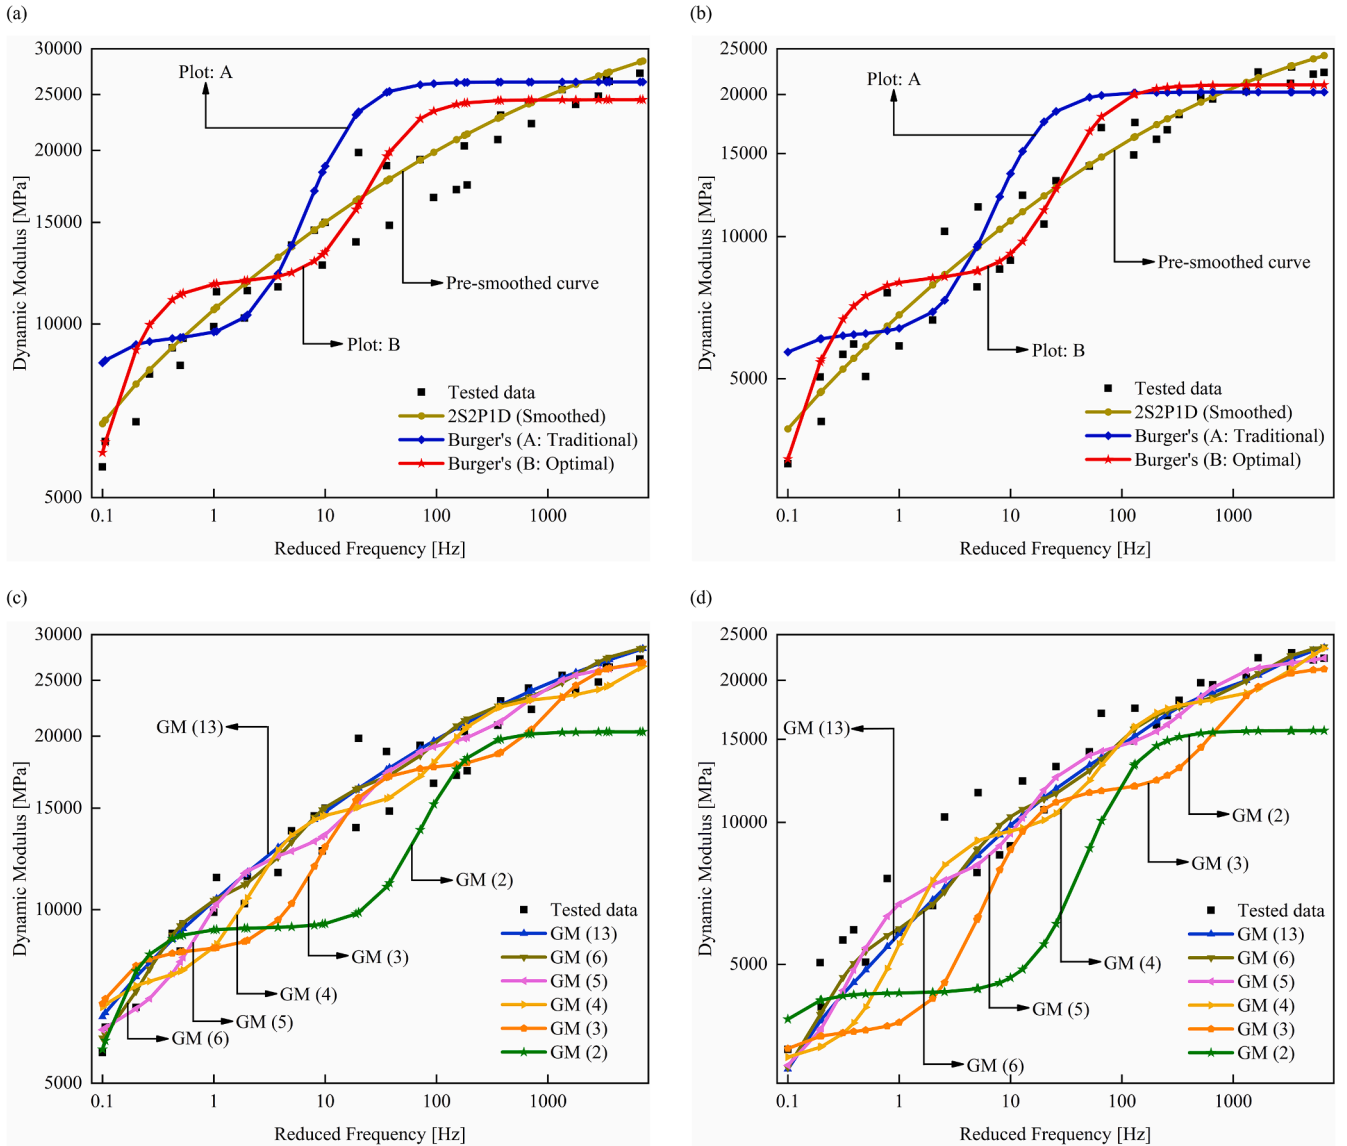 (a)
30000
25000
20000
15000
10000
5000
Dynamic Modulus [MPa]
Plot: A
Pre-smoothed curve
Plot: B
Tested data
2S2P1D (Smoothed)
Burger's (A: Traditional)
Burger's (B: Optimal)
0.1 1 10 100 1000
Reduced Frequency [Hz]
(b)
25000
20000
15000
10000
5000
Dynamic Modulus [MPa]
Plot: A
Pre-smoothed curve
Plot: B
Tested data
2S2P1D (Smoothed)
Burger's (A: Traditional)
Burger's (B: Optimal)
0.1 1 10 100 1000
Reduced Frequency [Hz]
(c)
30000
25000
20000
15000
10000
5000
Dynamic Modulus [MPa]
GM (13)
GM (2)
GM (3)
GM (4)
GM (5)
GM (6)
Tested data
GM (13)
GM (6)
GM (5)
GM (4)
GM (3)
GM (2)
0.1 1 10 100 1000
Reduced Frequency [Hz]
(d)
25000
20000
15000
10000
5000
Dynamic Modulus [MPa]
GM (13)
GM (2)
GM (3)
GM (4)
GM (5)
GM (6)
Tested data
GM (13)
GM (6)
GM (5)
GM (4)
GM (3)
GM (2)
0.1 1 10 100 1000
Reduced Frequency [Hz]